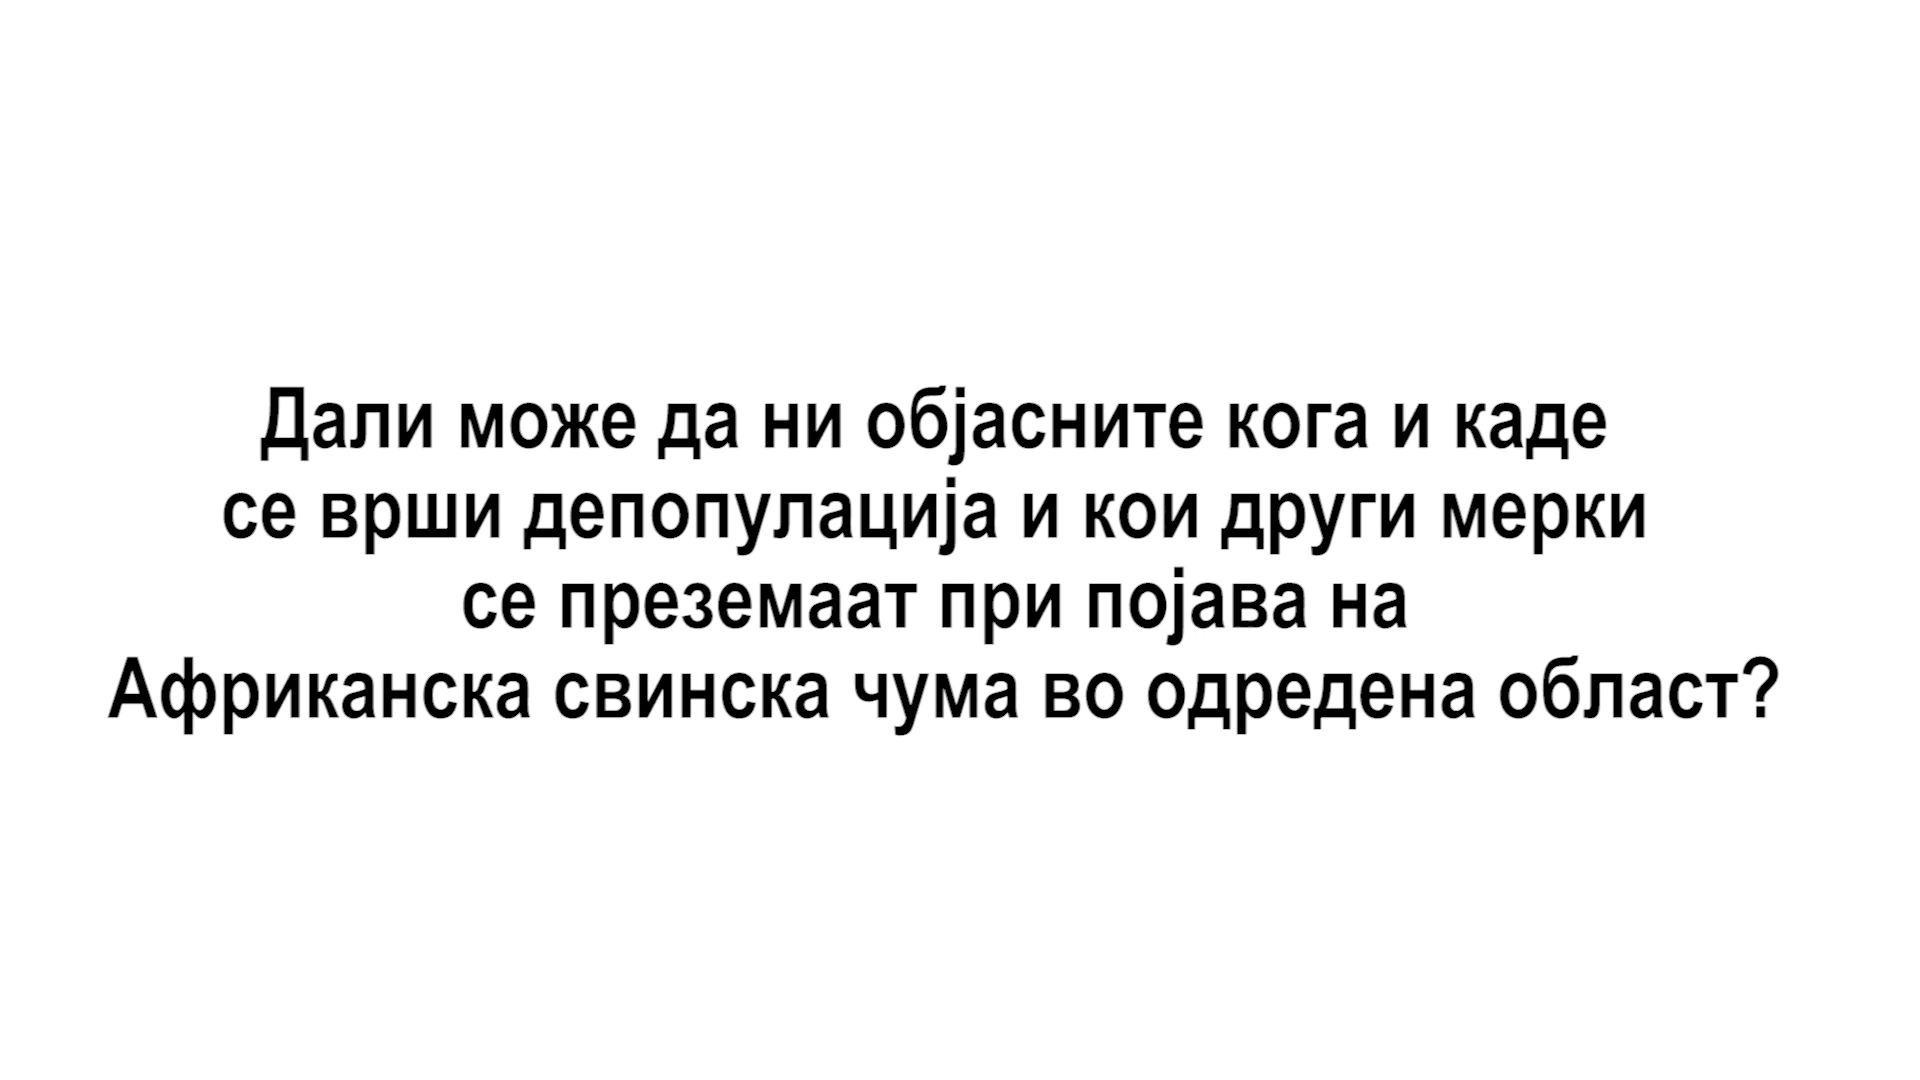 Дали може да ни објасните кога и каде
се врши депопулација и кои други мерки
се преземаат при појава на
Африканска свинска чума во одредена област?